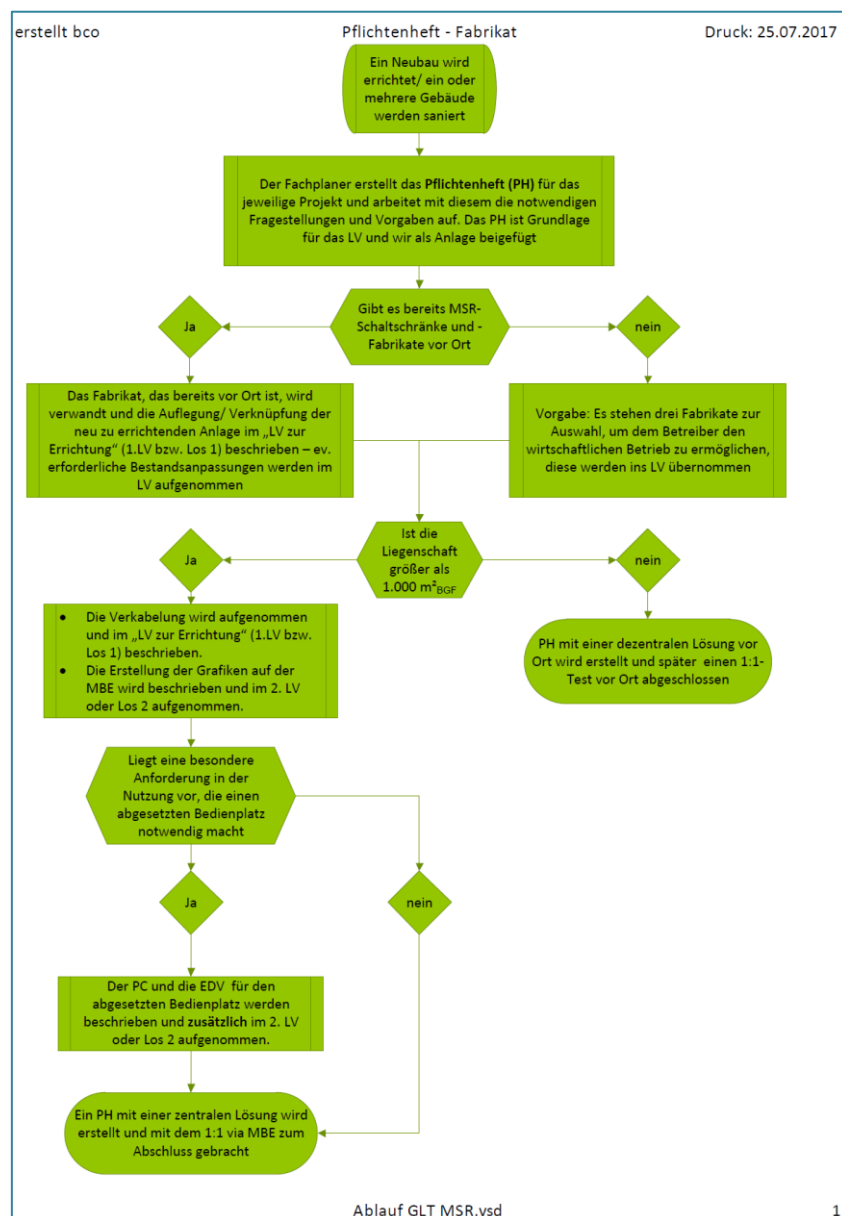 erstellt bco
Pflichtenheft - Fabrikat
Druck: 25.07.2017
Ein Neubau wird
errichtet/ ein oder
mehrere Gebäude
werden saniert
Der Fachplaner erstellt das Pflichtenheft (PH) für das
jeweilige Projekt und arbeitet mit diesem die notwendigen
Fragestellungen und Vorgaben auf. Das PH ist Grundlage
für das LV und wir als Anlage beigefügt
Gibt es bereits MSR-
Schaltschränke und -
Fabrikate vor Ort
Ja
nein
Das Fabrikat, das bereits vor Ort ist, wird
verwandt und die Auflegung/ Verknüpfung der
neu zu errichtenden Anlage im „LV zur
Errichtung“ (1.LV bzw. Los 1) beschrieben – ev.
erforderliche Bestandsanpassungen werden im
LV aufgenommen
Vorgabe: Es stehen drei Fabrikate zur
Auswahl, um dem Betreiber den
wirtschaftlichen Betrieb zu ermöglichen,
diese werden ins LV übernommen
Ist die
Liegenschaft
größer als
1.000 m²BGF
Ja
nein
• Die Verkabelung wird aufgenommen
und im „LV zur Errichtung“ (1.LV bzw.
Los 1) beschrieben.
• Die Erstellung der Grafiken auf der
MBE wird beschrieben und im 2. LV
oder Los 2 aufgenommen.
PH mit einer dezentralen Lösung vor
Ort wird erstellt und später einen 1:1-
Test vor Ort abgeschlossen
Liegt eine besondere
Anforderung in der
Nutzung vor, die einen
abgesetzten Bedienplatz
notwendig macht
Ja
nein
Der PC und die EDV für den
abgesetzten Bedienplatz werden
beschrieben und zusätzlich im 2. LV
oder Los 2 aufgenommen.
Ein PH mit einer zentralen Lösung wird
erstellt und mit dem 1:1 via MBE zum
Abschluss gebracht
Ablauf GLT MSR.vsd
1